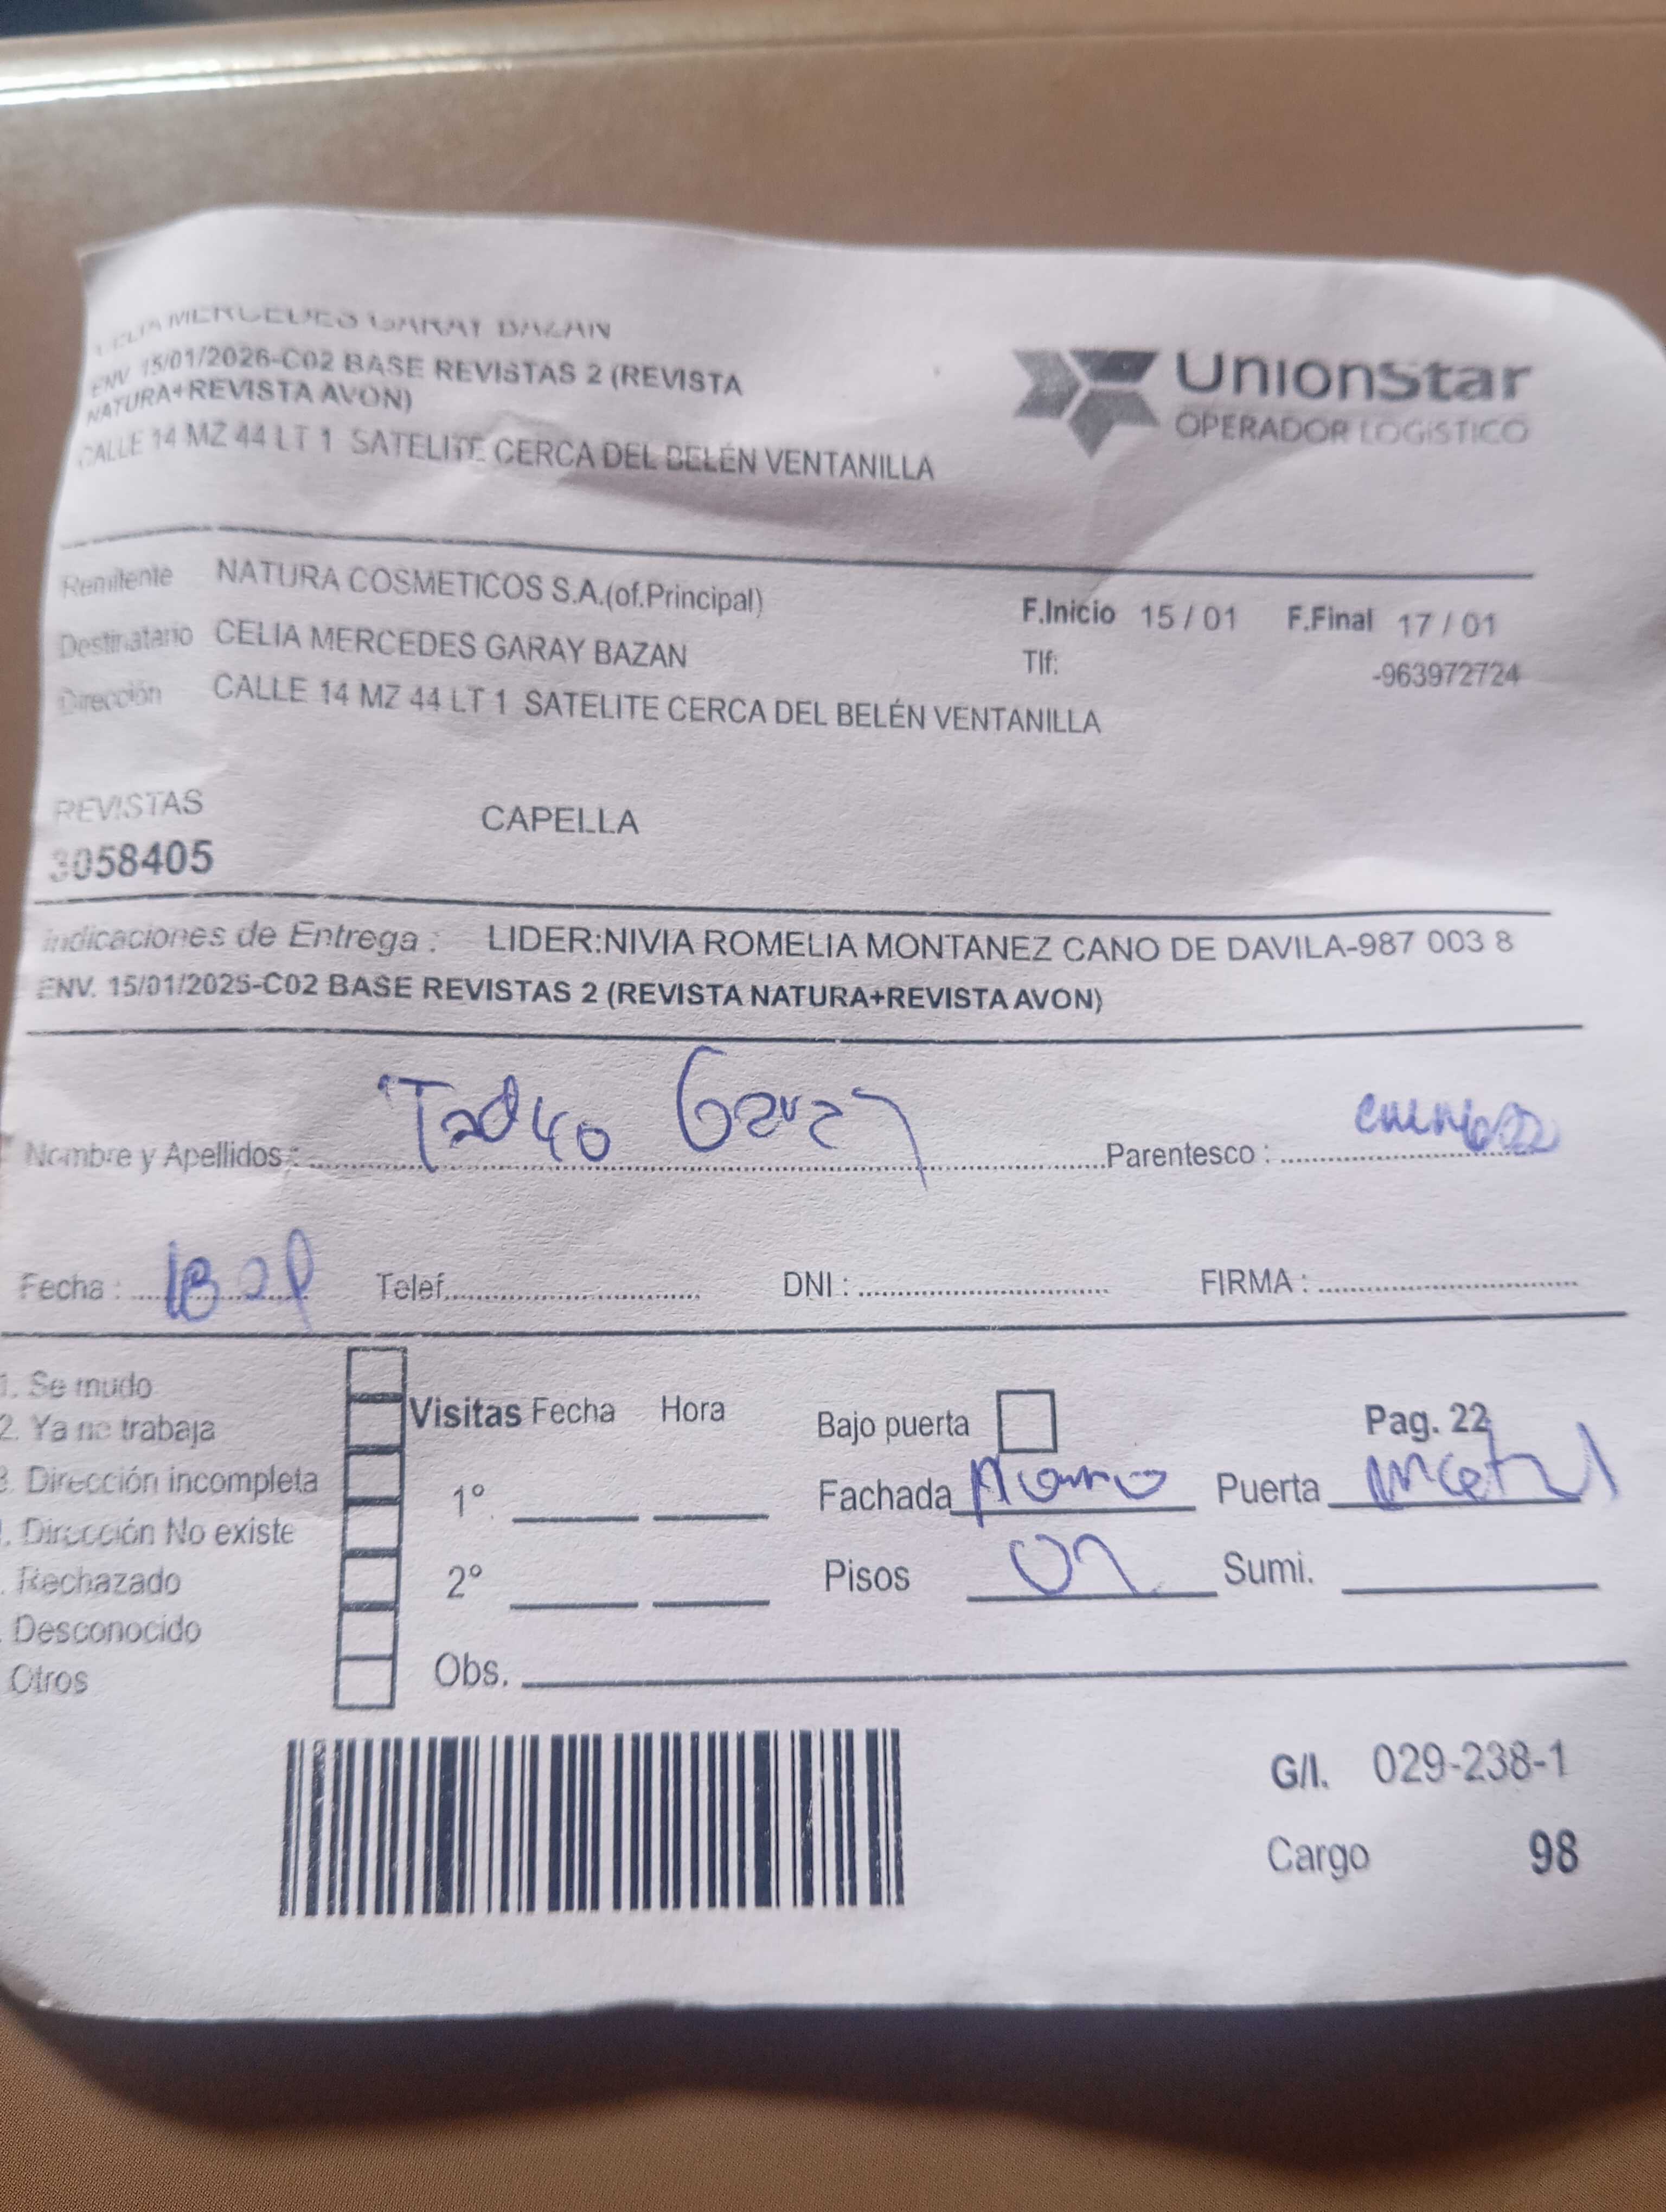 CELIA MERCEDES GARAY BAZAN
ENV 15/01/2026-C02 BASE REVISTAS 2 (REVISTA
NATURA+REVISTA AVON)
CALLE 14 MZ 44 LT 1 SATELITE CERCA DEL BELÉN VENTANILLA
UnionStar
OPERADOR LOGíSTICO
Remitente NATURA COSMETICOS S.A.(of.Principal)
F.Inicio 15 / 01 F.Final 17 / 01
Destinatario CELIA MERCEDES GARAY BAZAN
Tlf: -963972724
Dirección CALLE 14 MZ 44 LT 1 SATELITE CERCA DEL BELÉN VENTANILLA
REVISTAS CAPELLA
3058405
Indicaciones de Entrega : LIDER:NIVIA ROMELIA MONTANEZ CANO DE DAVILA-987 003 8
ENV. 15/01/2025-C02 BASE REVISTAS 2 (REVISTA NATURA+REVISTA AVON)
Nombre y Apellidos : Garay Parentesco :
Fecha : Telef. DNI : FIRMA :
1. Se mudo
2. Ya no trabaja
3. Dirección incompleta
. Dirección No existe
. Rechazado
. Desconocido
Otros
Visitas Fecha Hora
1º
2º
Obs.
Bajo puerta Pag. 22
Fachada Puerta
Pisos 01 Sumi.
G/I. 029-238-1
Cargo 98